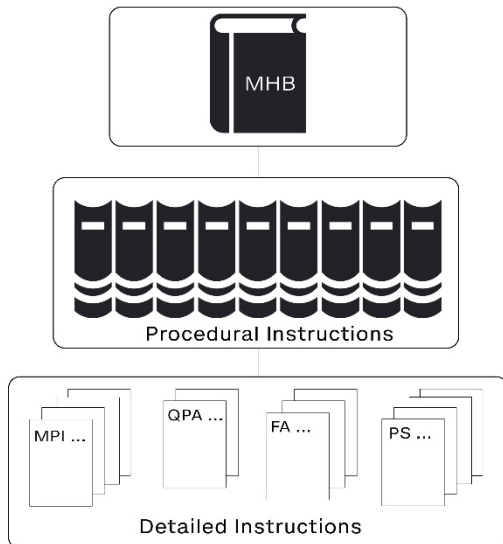 MHB
Procedural Instructions
MPI ...
QPA ...
FA ...
PS ...
Detailed Instructions